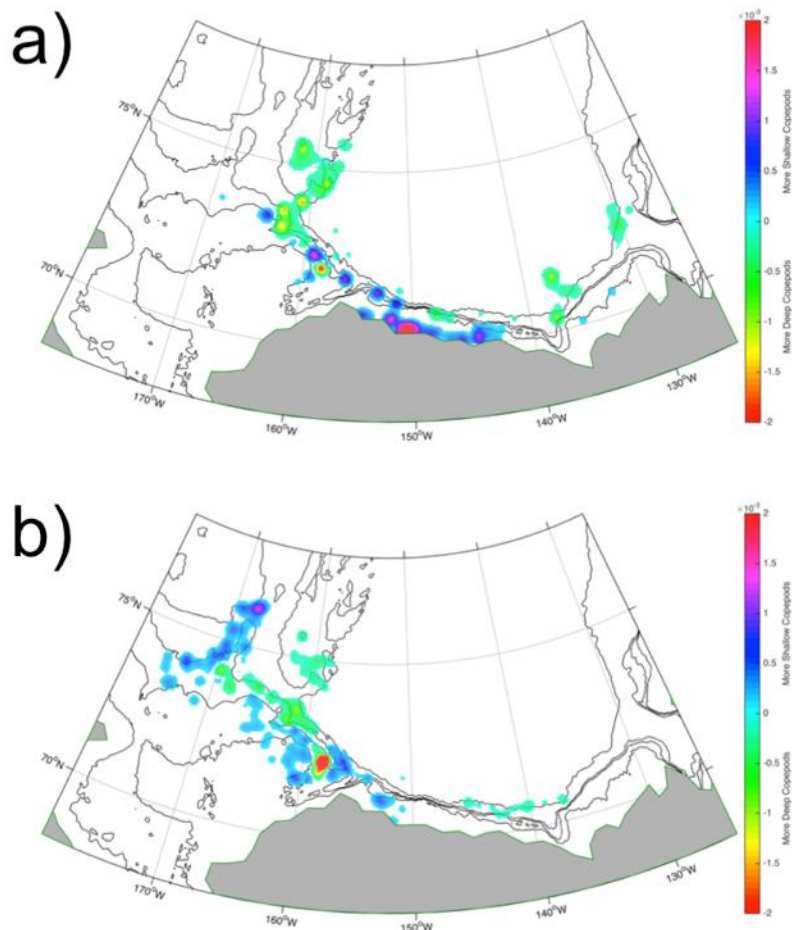 a)
75°N
70°N
170°W
160°W
150°W
140°W
130°W
×10⁻³
2
1.5
1
0.5
0
-0.5
-1
-1.5
-2
More Shallow Copepods
More Deep Copepods
b)
75°N
70°N
170°W
160°W
150°W
140°W
130°W
×10⁻³
2
1.5
1
0.5
0
-0.5
-1
-1.5
-2
More Shallow Copepods
More Deep Copepods